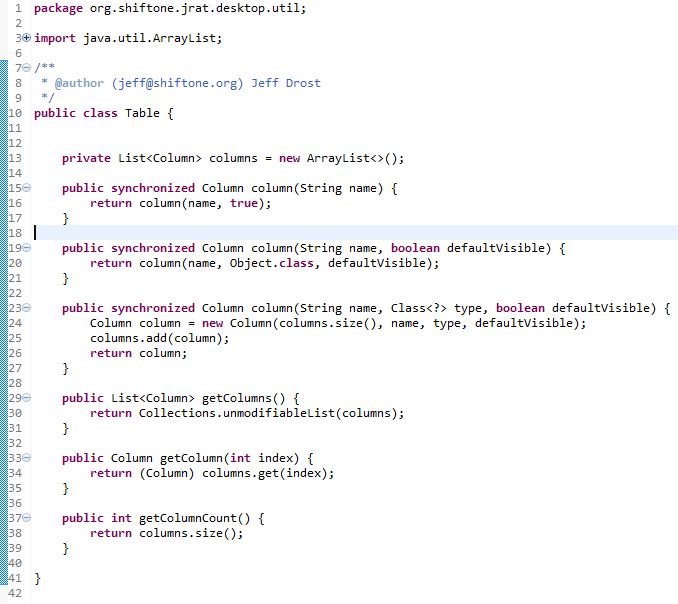 1 package org.shiftone.jrat.desktop.util;
2
3 import java.util.ArrayList;
6
7 /**
8  * @author (jeff@shiftone.org) Jeff Drost
9  */
10 public class Table {
11
12
13     private List<Column> columns = new ArrayList<>();
14
15     public synchronized Column column(String name) {
16         return column(name, true);
17     }
18
19     public synchronized Column column(String name, boolean defaultVisible) {
20         return column(name, Object.class, defaultVisible);
21     }
22
23     public synchronized Column column(String name, Class<?> type, boolean defaultVisible) {
24         Column column = new Column(columns.size(), name, type, defaultVisible);
25         columns.add(column);
26         return column;
27     }
28
29     public List<Column> getColumns() {
30         return Collections.unmodifiableList(columns);
31     }
32
33     public Column getColumn(int index) {
34         return (Column) columns.get(index);
35     }
36
37     public int getColumnCount() {
38         return columns.size();
39     }
40
41 }
42